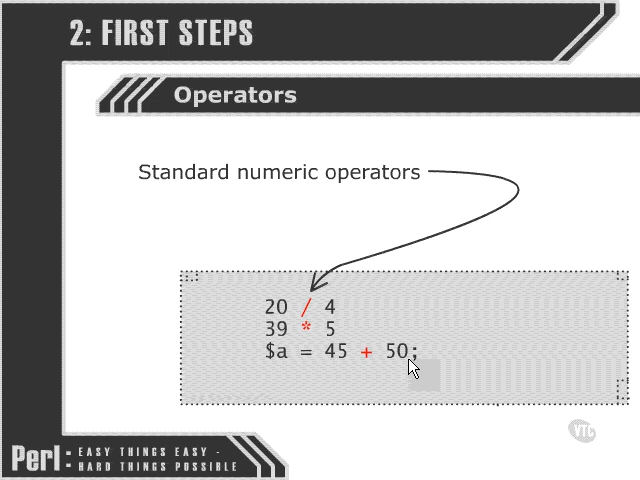 2: FIRST STEPS
Operators
Standard numeric operators
20 / 4
39 * 5
$a = 45 + 50;
VTC
Perl: EASY THINGS EASY -
HARD THINGS POSSIBLE